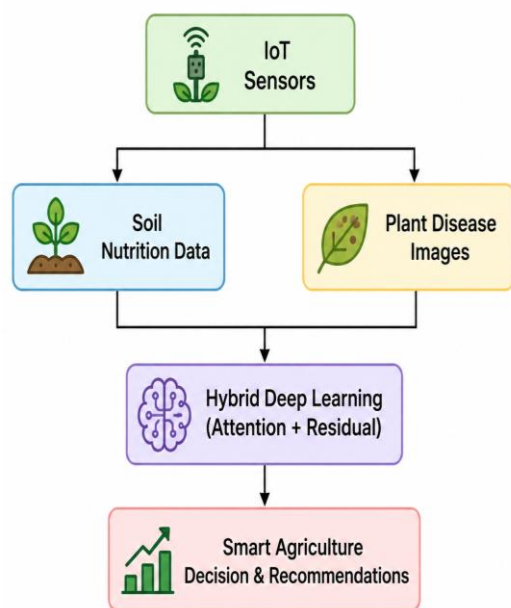 IoT
Sensors
Soil
Nutrition Data
Plant Disease
Images
Hybrid Deep Learning
(Attention + Residual)
Smart Agriculture
Decision & Recommendations